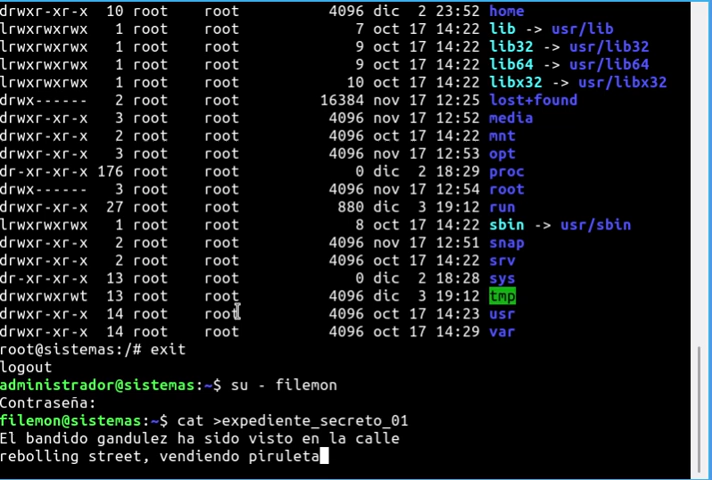 drwxr-xr-x 10 root root 4096 dic 2 23:52 home
lrwxrwxrwx 1 root root 7 oct 17 14:22 lib -> usr/lib
lrwxrwxrwx 1 root root 9 oct 17 14:22 lib32 -> usr/lib32
lrwxrwxrwx 1 root root 9 oct 17 14:22 lib64 -> usr/lib64
lrwxrwxrwx 1 root root 10 oct 17 14:22 libx32 -> usr/libx32
drwx------ 2 root root 16384 nov 17 12:25 lost+found
drwxr-xr-x 3 root root 4096 nov 17 12:52 media
drwxr-xr-x 2 root root 4096 oct 17 14:22 mnt
drwxr-xr-x 3 root root 4096 nov 17 12:53 opt
dr-xr-xr-x 176 root root 0 dic 2 18:29 proc
drwx------ 3 root root 4096 nov 17 12:54 root
drwxr-xr-x 27 root root 880 dic 3 19:12 run
lrwxrwxrwx 1 root root 8 oct 17 14:22 sbin -> usr/sbin
drwxr-xr-x 2 root root 4096 nov 17 12:51 snap
drwxr-xr-x 2 root root 4096 oct 17 14:22 srv
dr-xr-xr-x 13 root root 0 dic 2 18:28 sys
drwxrwxrwt 13 root root 4096 dic 3 19:12 tmp
drwxr-xr-x 14 root root 4096 oct 17 14:23 usr
drwxr-xr-x 14 root root 4096 oct 17 14:29 var
root@sistemas:/# exit
logout
administrador@sistemas:~$ su - filemon
Contraseña:
filemon@sistemas:~$ cat >expediente_secreto_01
El bandido gandulez ha sido visto en la calle
rebolling street, vendiendo piruleta